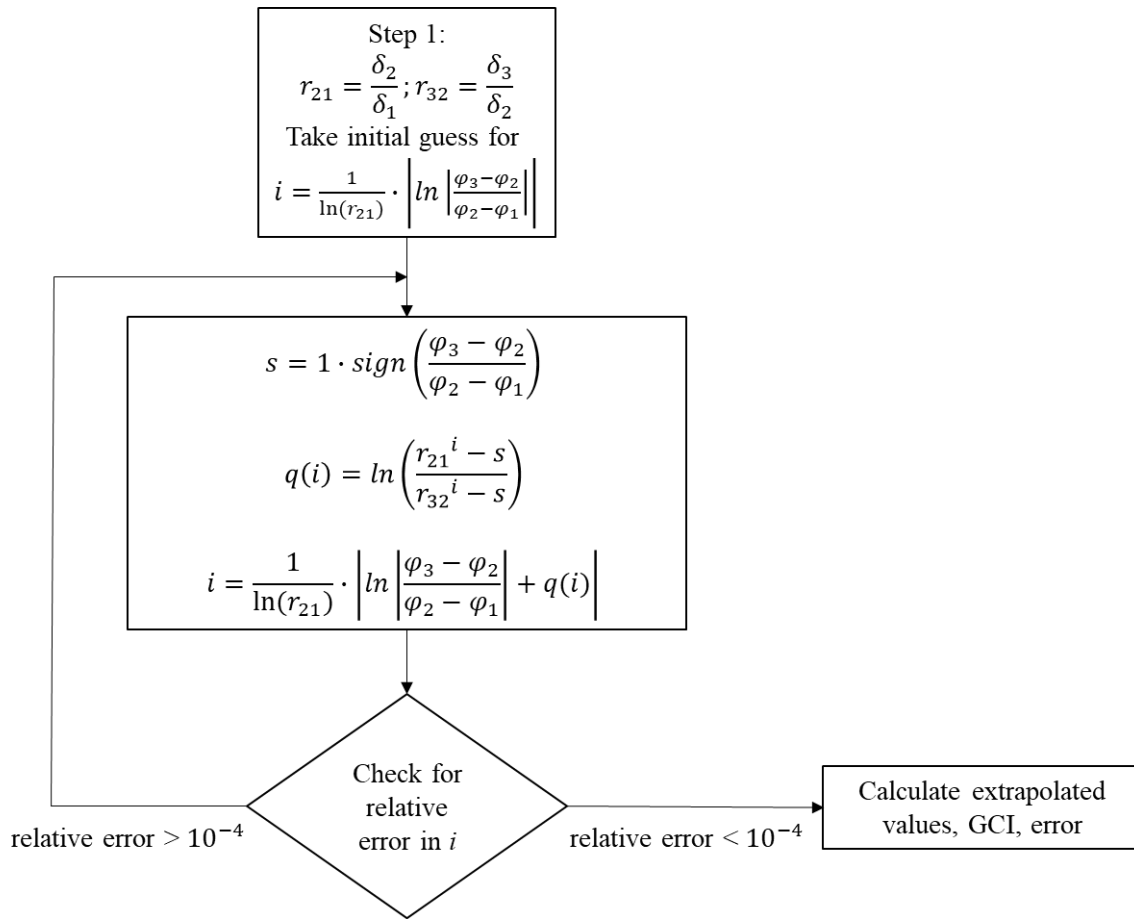 Step 1:
r₂₁ = δ₂/δ₁ ; r₃₂ = δ₃/δ₂
Take initial guess for
i = 1/ln(r₂₁) · |ln |(φ₃−φ₂)/(φ₂−φ₁)||
s = 1 · sign((φ₃ − φ₂)/(φ₂ − φ₁))
q(i) = ln((r₂₁ⁱ − s)/(r₃₂ⁱ − s))
i = 1/ln(r₂₁) · |ln |(φ₃ − φ₂)/(φ₂ − φ₁)| + q(i)|
Check for
relative
error in i
relative error > 10⁻⁴
relative error < 10⁻⁴
Calculate extrapolated
values, GCI, error